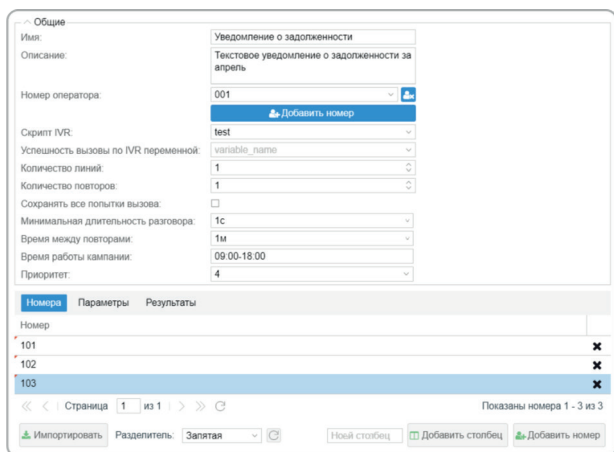 Общие
Имя: Уведомление о задолженности
Описание: Текстовое уведомление о задолженности за
апрель
Номер оператора: 001
Добавить номер
Скрипт IVR: test
Успешность вызовы по IVR переменной: variable_name
Количество линий: 1
Количество повторов: 1
Сохранять все попытки вызова:
Минимальная длительность разговора: 1с
Время между повторами: 1м
Время работы кампании: 09:00-18:00
Приоритет: 4
Номера Параметры Результаты
Номер
101
102
103
Страница 1 из 1 Показаны номера 1 - 3 из 3
Импортировать Разделитель: Запятая Ноей столбец Добавить столбец Добавить номер